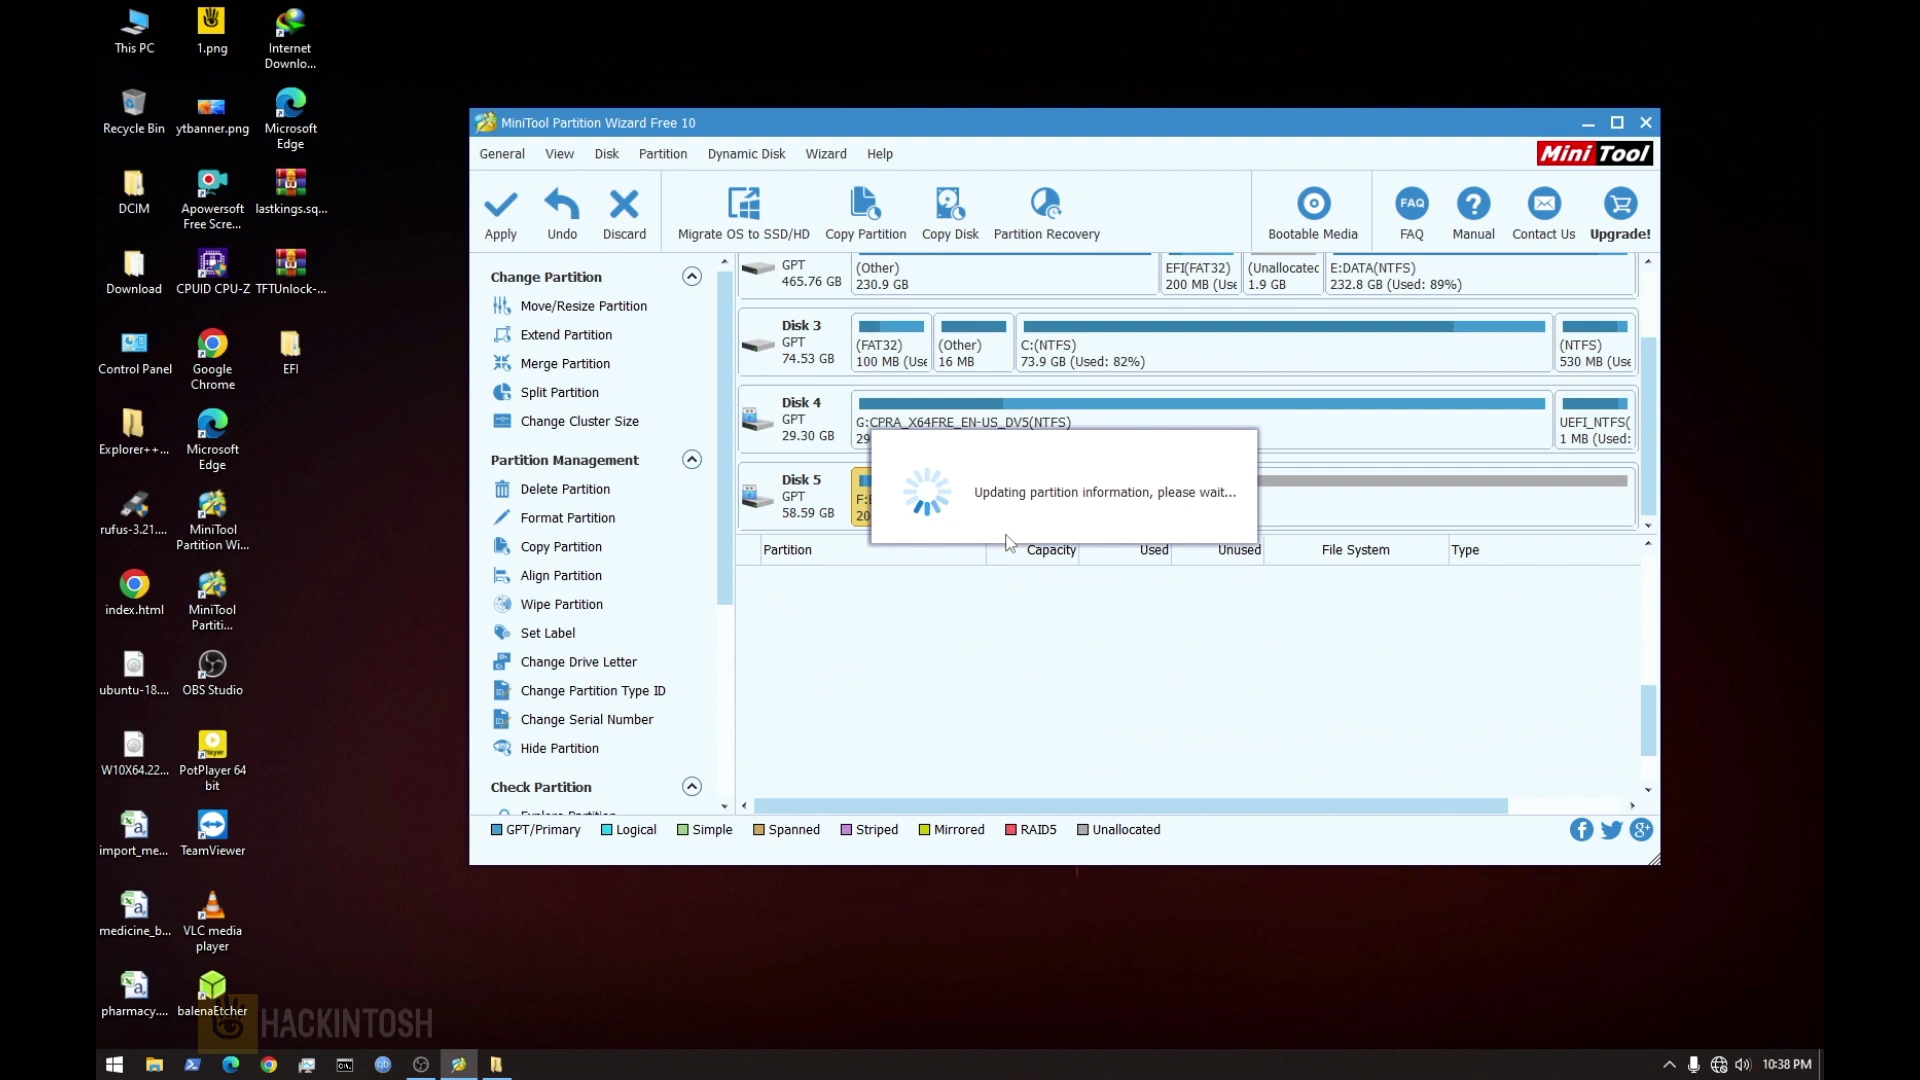 This PC
1.png
Internet
Downlo...
Recycle Bin
ytbanner.png
Microsoft
Edge
DCIM
Apowersoft
Free Scre...
lastkings.sq...
Download
CPUID CPU-Z
TFTUnlock-...
Control Panel
Google
Chrome
EFI
Explorer++...
Microsoft
Edge
rufus-3.21....
MiniTool
Partition Wi...
index.html
MiniTool
Partiti...
ubuntu-18....
OBS Studio
W10X64.22...
PotPlayer 64
bit
import_me...
TeamViewer
medicine_b...
VLC media
player
pharmacy....
balenaEtcher
HACKINTOSH
MiniTool Partition Wizard Free 10
General View Disk Partition Dynamic Disk Wizard Help
Mini Tool
Apply Undo Discard Migrate OS to SSD/HD Copy Partition Copy Disk Partition Recovery Bootable Media FAQ Manual Contact Us Upgrade!
FAQ
Change Partition
Move/Resize Partition
Extend Partition
Merge Partition
Split Partition
Change Cluster Size
Partition Management
Delete Partition
Format Partition
Copy Partition
Align Partition
Wipe Partition
Set Label
Change Drive Letter
Change Partition Type ID
Change Serial Number
Hide Partition
Check Partition
GPT
465.76 GB
(Other)
230.9 GB
EFI(FAT32)
200 MB (Use
(Unallocated
1.9 GB
E:DATA(NTFS)
232.8 GB (Used: 89%)
Disk 3
GPT
74.53 GB
(FAT32)
100 MB (Use
(Other)
16 MB
C:(NTFS)
73.9 GB (Used: 82%)
(NTFS)
530 MB (Use
Disk 4
GPT
29.30 GB
G:CPRA_X64FRE_EN-US_DV5(NTFS)
29
UEFI_NTFS(
1 MB (Used:
Disk 5
GPT
58.59 GB
F:E
20
Updating partition information, please wait...
Partition Capacity Used Unused File System Type
GPT/Primary Logical Simple Spanned Striped Mirrored RAID5 Unallocated
10:38 PM